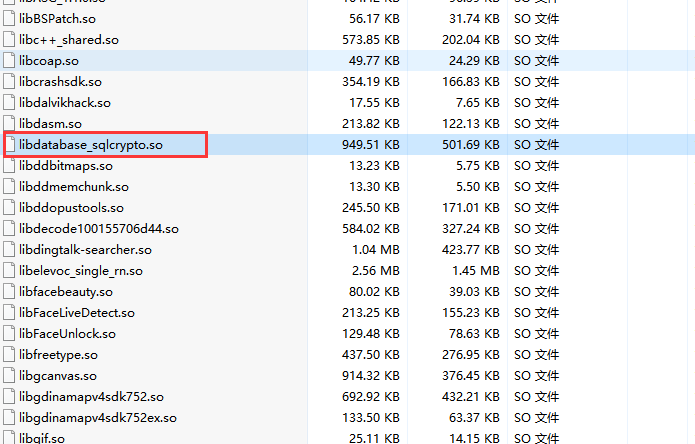 libBSPatch.so 56.17 KB 31.74 KB SO 文件
libc++_shared.so 573.85 KB 202.04 KB SO 文件
libcoap.so 49.77 KB 24.29 KB SO 文件
libcrashsdk.so 354.19 KB 166.83 KB SO 文件
libdalvikhack.so 17.55 KB 7.65 KB SO 文件
libdasm.so 213.82 KB 122.13 KB SO 文件
libdatabase_sqlcrypto.so 949.51 KB 501.69 KB SO 文件
libddbitmaps.so 13.23 KB 5.75 KB SO 文件
libddmemchunk.so 13.30 KB 5.50 KB SO 文件
libddopustools.so 245.50 KB 171.01 KB SO 文件
libdecode100155706d44.so 584.02 KB 327.24 KB SO 文件
libdingtalk-searcher.so 1.04 MB 423.77 KB SO 文件
libelevoc_single_rn.so 2.56 MB 1.45 MB SO 文件
libfacebeauty.so 80.02 KB 39.03 KB SO 文件
libFaceLiveDetect.so 213.25 KB 155.23 KB SO 文件
libFaceUnlock.so 129.48 KB 78.63 KB SO 文件
libfreetype.so 437.50 KB 276.95 KB SO 文件
libgcanvas.so 914.32 KB 376.45 KB SO 文件
libgdinamapv4sdk752.so 692.92 KB 432.21 KB SO 文件
libgdinamapv4sdk752ex.so 133.50 KB 63.37 KB SO 文件
libgif.so 25.11 KB 14.15 KB SO 文件